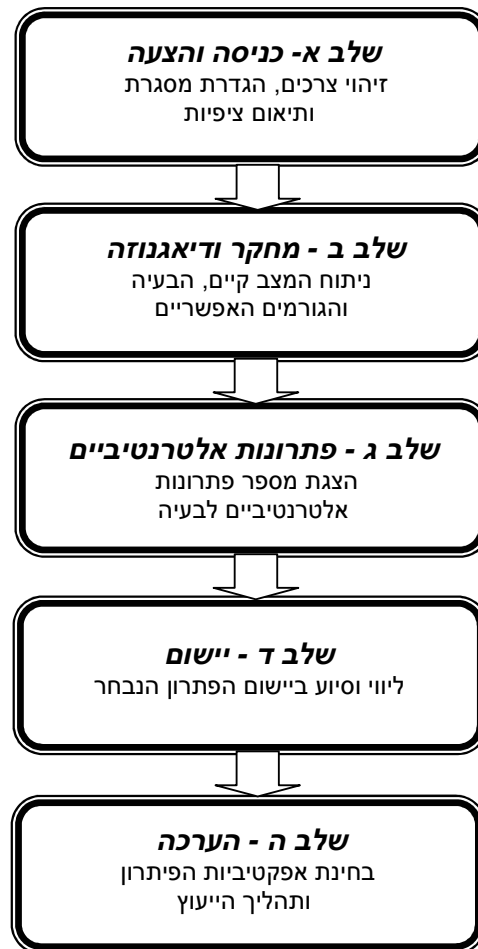 שלב א- כניסה והצעה
זיהוי צרכים, הגדרת מסגרת
ותיאום ציפיות
שלב ב - מחקר ודיאגנוזה
ניתוח המצב קיים, הבעיה
והגורמים האפשריים
שלב ג - פתרונות אלטרנטיביים
הצגת מספר פתרונות
אלטרנטיביים לבעיה
שלב ד - יישום
ליווי וסיוע ביישום הפתרון הנבחר
שלב ה - הערכה
בחינת אפקטיביות הפיתרון
ותהליך הייעוץ